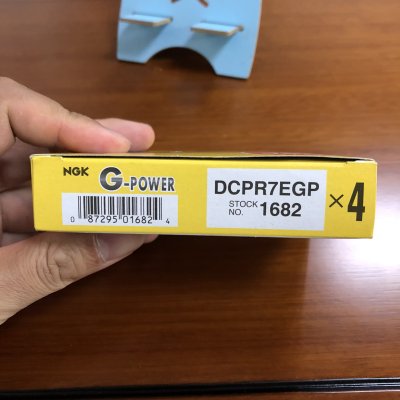 NGK G-POWER
0 87295 01682 4
DCPR7EGP
STOCK NO. 1682
×4